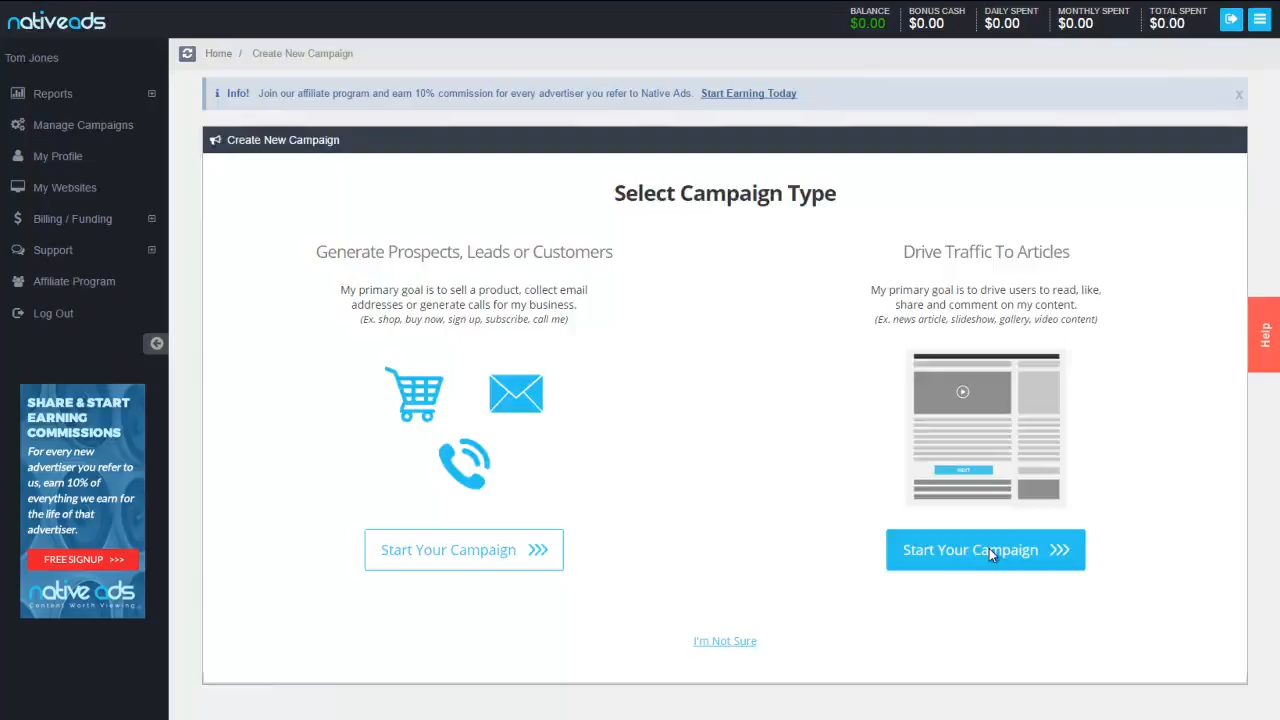 nativeads
BALANCE
$0.00
BONUS CASH
$0.00
DAILY SPENT
$0.00
MONTHLY SPENT
$0.00
TOTAL SPENT
$0.00
Tom Jones
Reports
Manage Campaigns
My Profile
My Websites
Billing / Funding
Support
Affiliate Program
Log Out
SHARE & START
EARNING
COMMISSIONS
For every new
advertiser you refer to
us, earn 10% of
everything we earn for
the life of that
advertiser.
FREE SIGNUP >>>
native ads
Content Worth Viewing
Home / Create New Campaign
Info! Join our affiliate program and earn 10% commission for every advertiser you refer to Native Ads. Start Earning Today
x
Create New Campaign
Select Campaign Type
Generate Prospects, Leads or Customers
My primary goal is to sell a product, collect email
addresses or generate calls for my business.
(Ex. shop, buy now, sign up, subscribe, call me)
Start Your Campaign
Drive Traffic To Articles
My primary goal is to drive users to read, like,
share and comment on my content.
(Ex. news article, slideshow, gallery, video content)
NEXT
Start Your Campaign
I'm Not Sure
Help